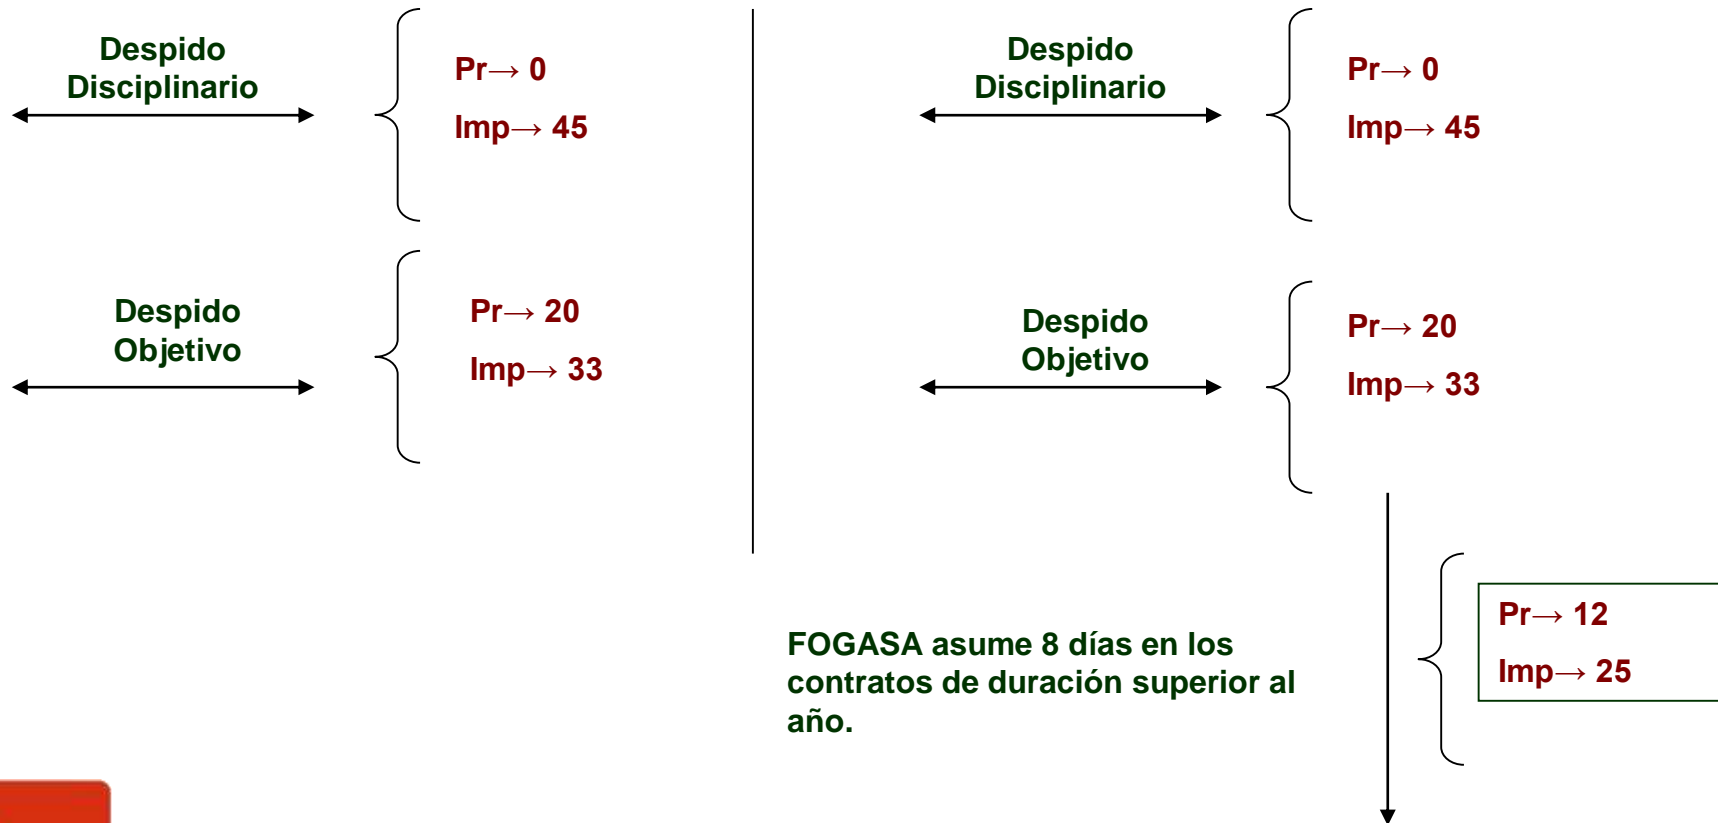 Despido
Disciplinario
Pr→ 0
Imp→ 45
Despido
Objetivo
Pr→ 20
Imp→ 33
Despido
Disciplinario
Pr→ 0
Imp→ 45
Despido
Objetivo
Pr→ 20
Imp→ 33
FOGASA asume 8 días en los
contratos de duración superior al
año.
Pr→ 12
Imp→ 25